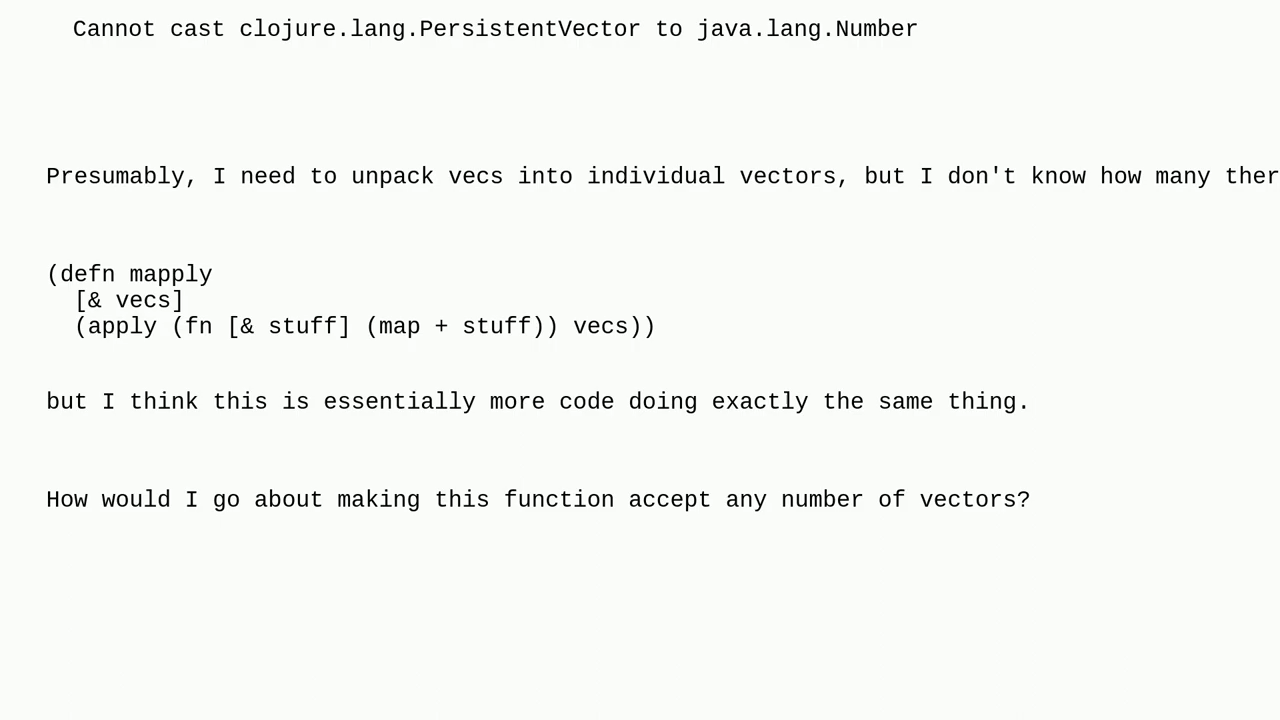 Cannot cast clojure.lang.PersistentVector to java.lang.Number
Presumably, I need to unpack vecs into individual vectors, but I don't know how many
(defn mapply
  [& vecs]
  (apply (fn [& stuff] (map + stuff)) vecs))
but I think this is essentially more code doing exactly the same thing.
How would I go about making this function accept any number of vectors?